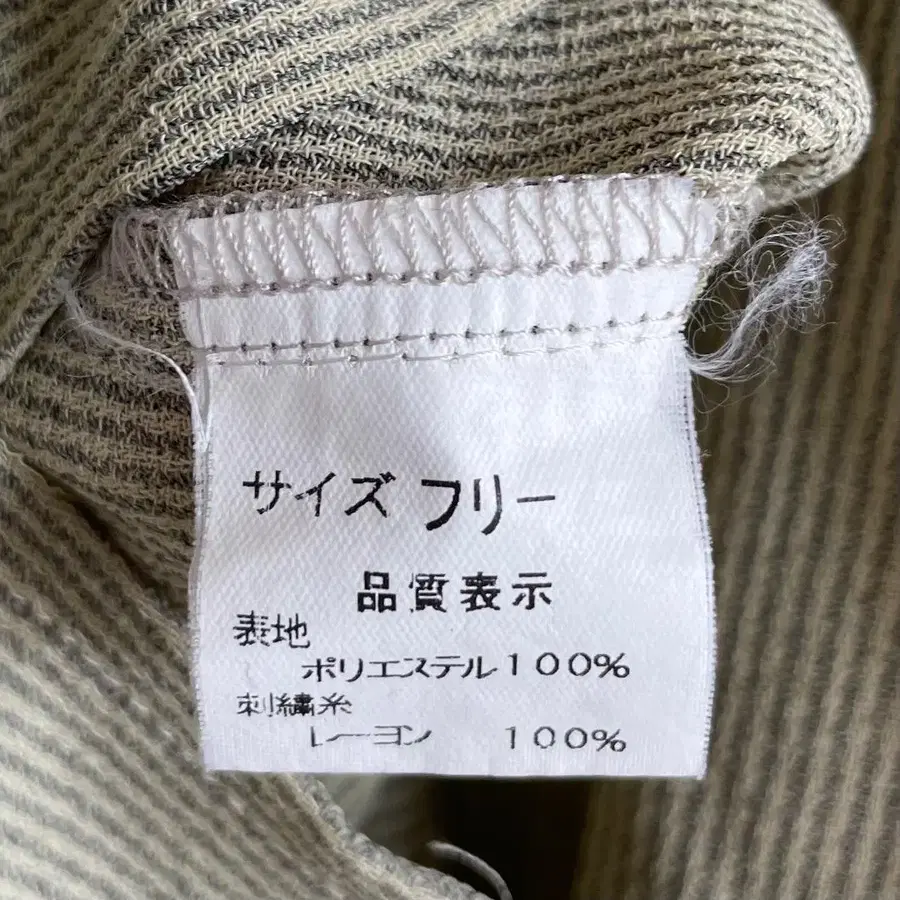 サイズ フリー
品質表示
表地
ポリエステル100%
刺繍糸
レーヨン 100%